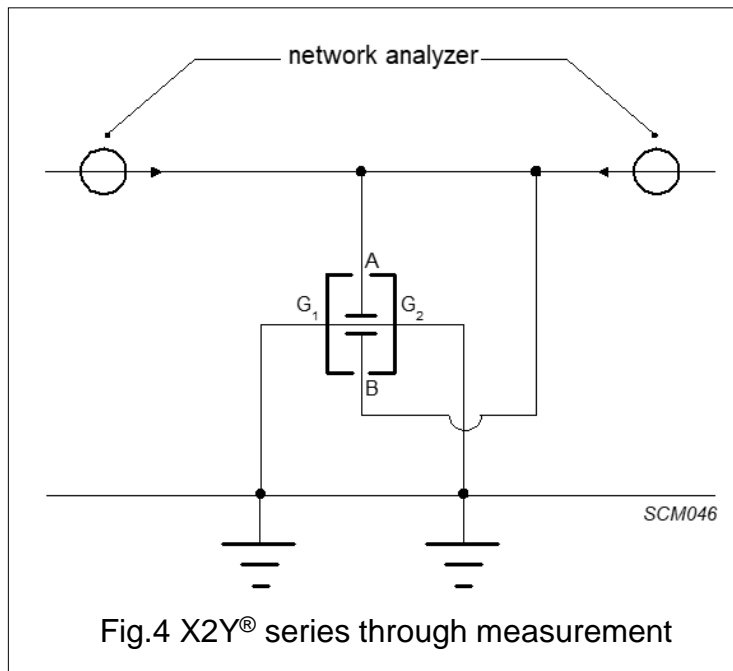 network analyzer
A
G1 G2
B
SCM046
Fig.4 X2Y® series through measurement